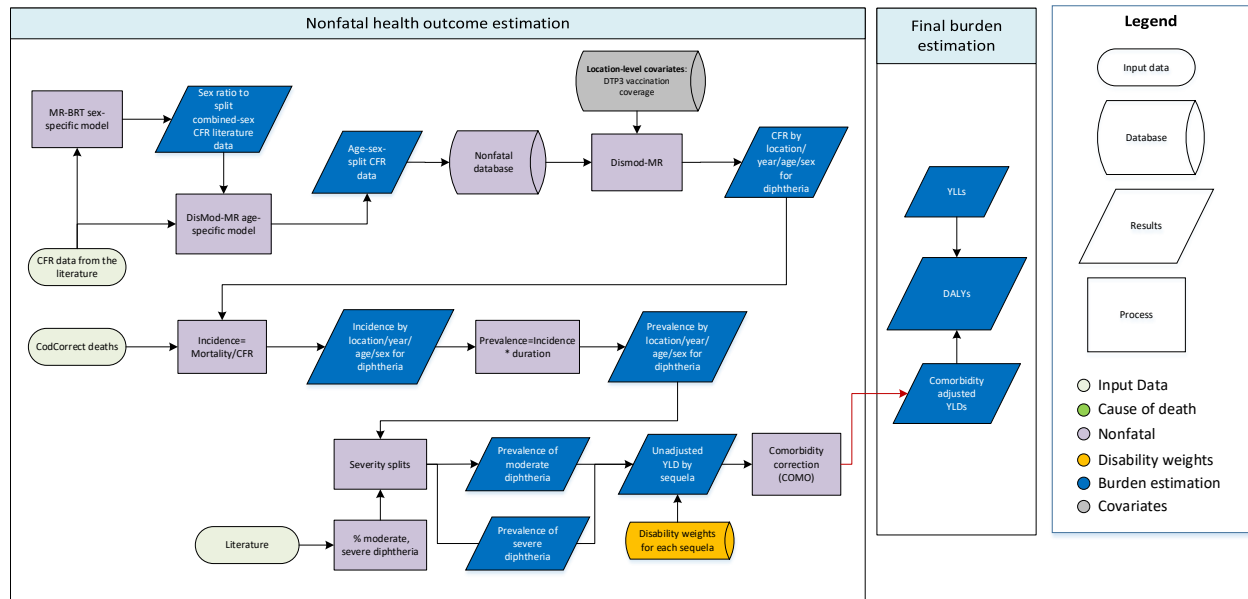 Nonfatal health outcome estimation
Final burden
estimation
Legend
Input data
Database
Results
Process
Input Data
Cause of death
Nonfatal
Disability weights
Burden estimation
Covariates
MR-BRT sex-
specific model
Sex ratio to
split
combined-sex
CFR literature
data
Age-sex-
split CFR
data
Nonfatal
database
Location-level covariates:
DTP3 vaccination
coverage
Dismod-MR
CFR by
location/
year/age/sex
for
diphtheria
DisMod-MR age-
specific model
CFR data from the
literature
CodCorrect deaths
Incidence=
Mortality/CFR
Incidence by
location/year/
age/sex for
diphtheria
Prevalence=Incidence
* duration
Prevalence by
location/year/
age/sex for
diphtheria
Severity splits
Prevalence of
moderate
diphtheria
Unadjusted
YLD by
sequela
Comorbidity
correction
(COMO)
Literature
% moderate,
severe diphtheria
Prevalence of
severe
diphtheria
Disability weights
for each sequela
YLLs
DALYs
Comorbidity
adjusted
YLDs